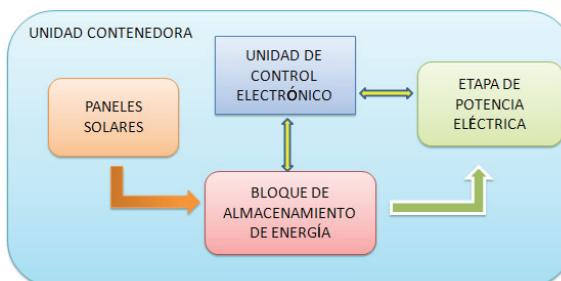 UNIDAD CONTENEDORA
UNIDAD DE
CONTROL
ELECTRÓNICO
PANELES
SOLARES
ETAPA DE
POTENCIA
ELÉCTRICA
BLOQUE DE
ALMACENAMIENTO
DE ENERGÍA